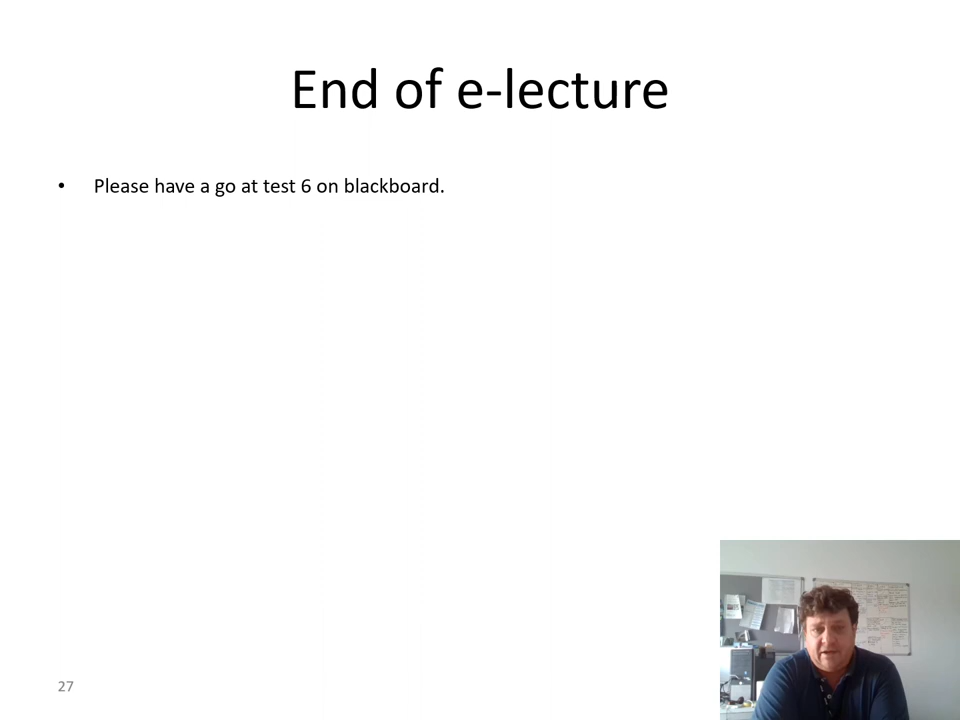 End of e-lecture
• Please have a go at test 6 on blackboard.
27